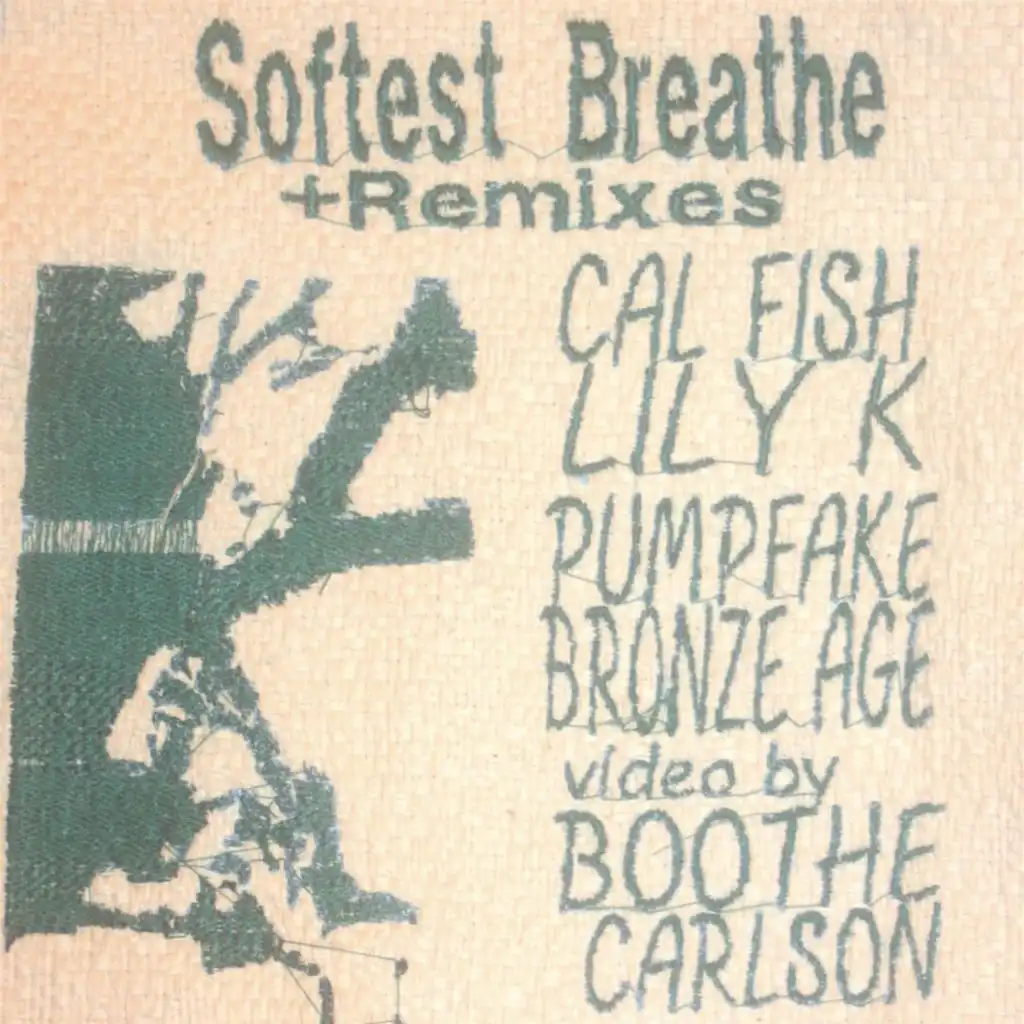 Softest Breathe
+Remixes
CAL FISH
LILY K
PUMPFAKE
BRONZE AGE
video by
BOOTHE
CARLSON